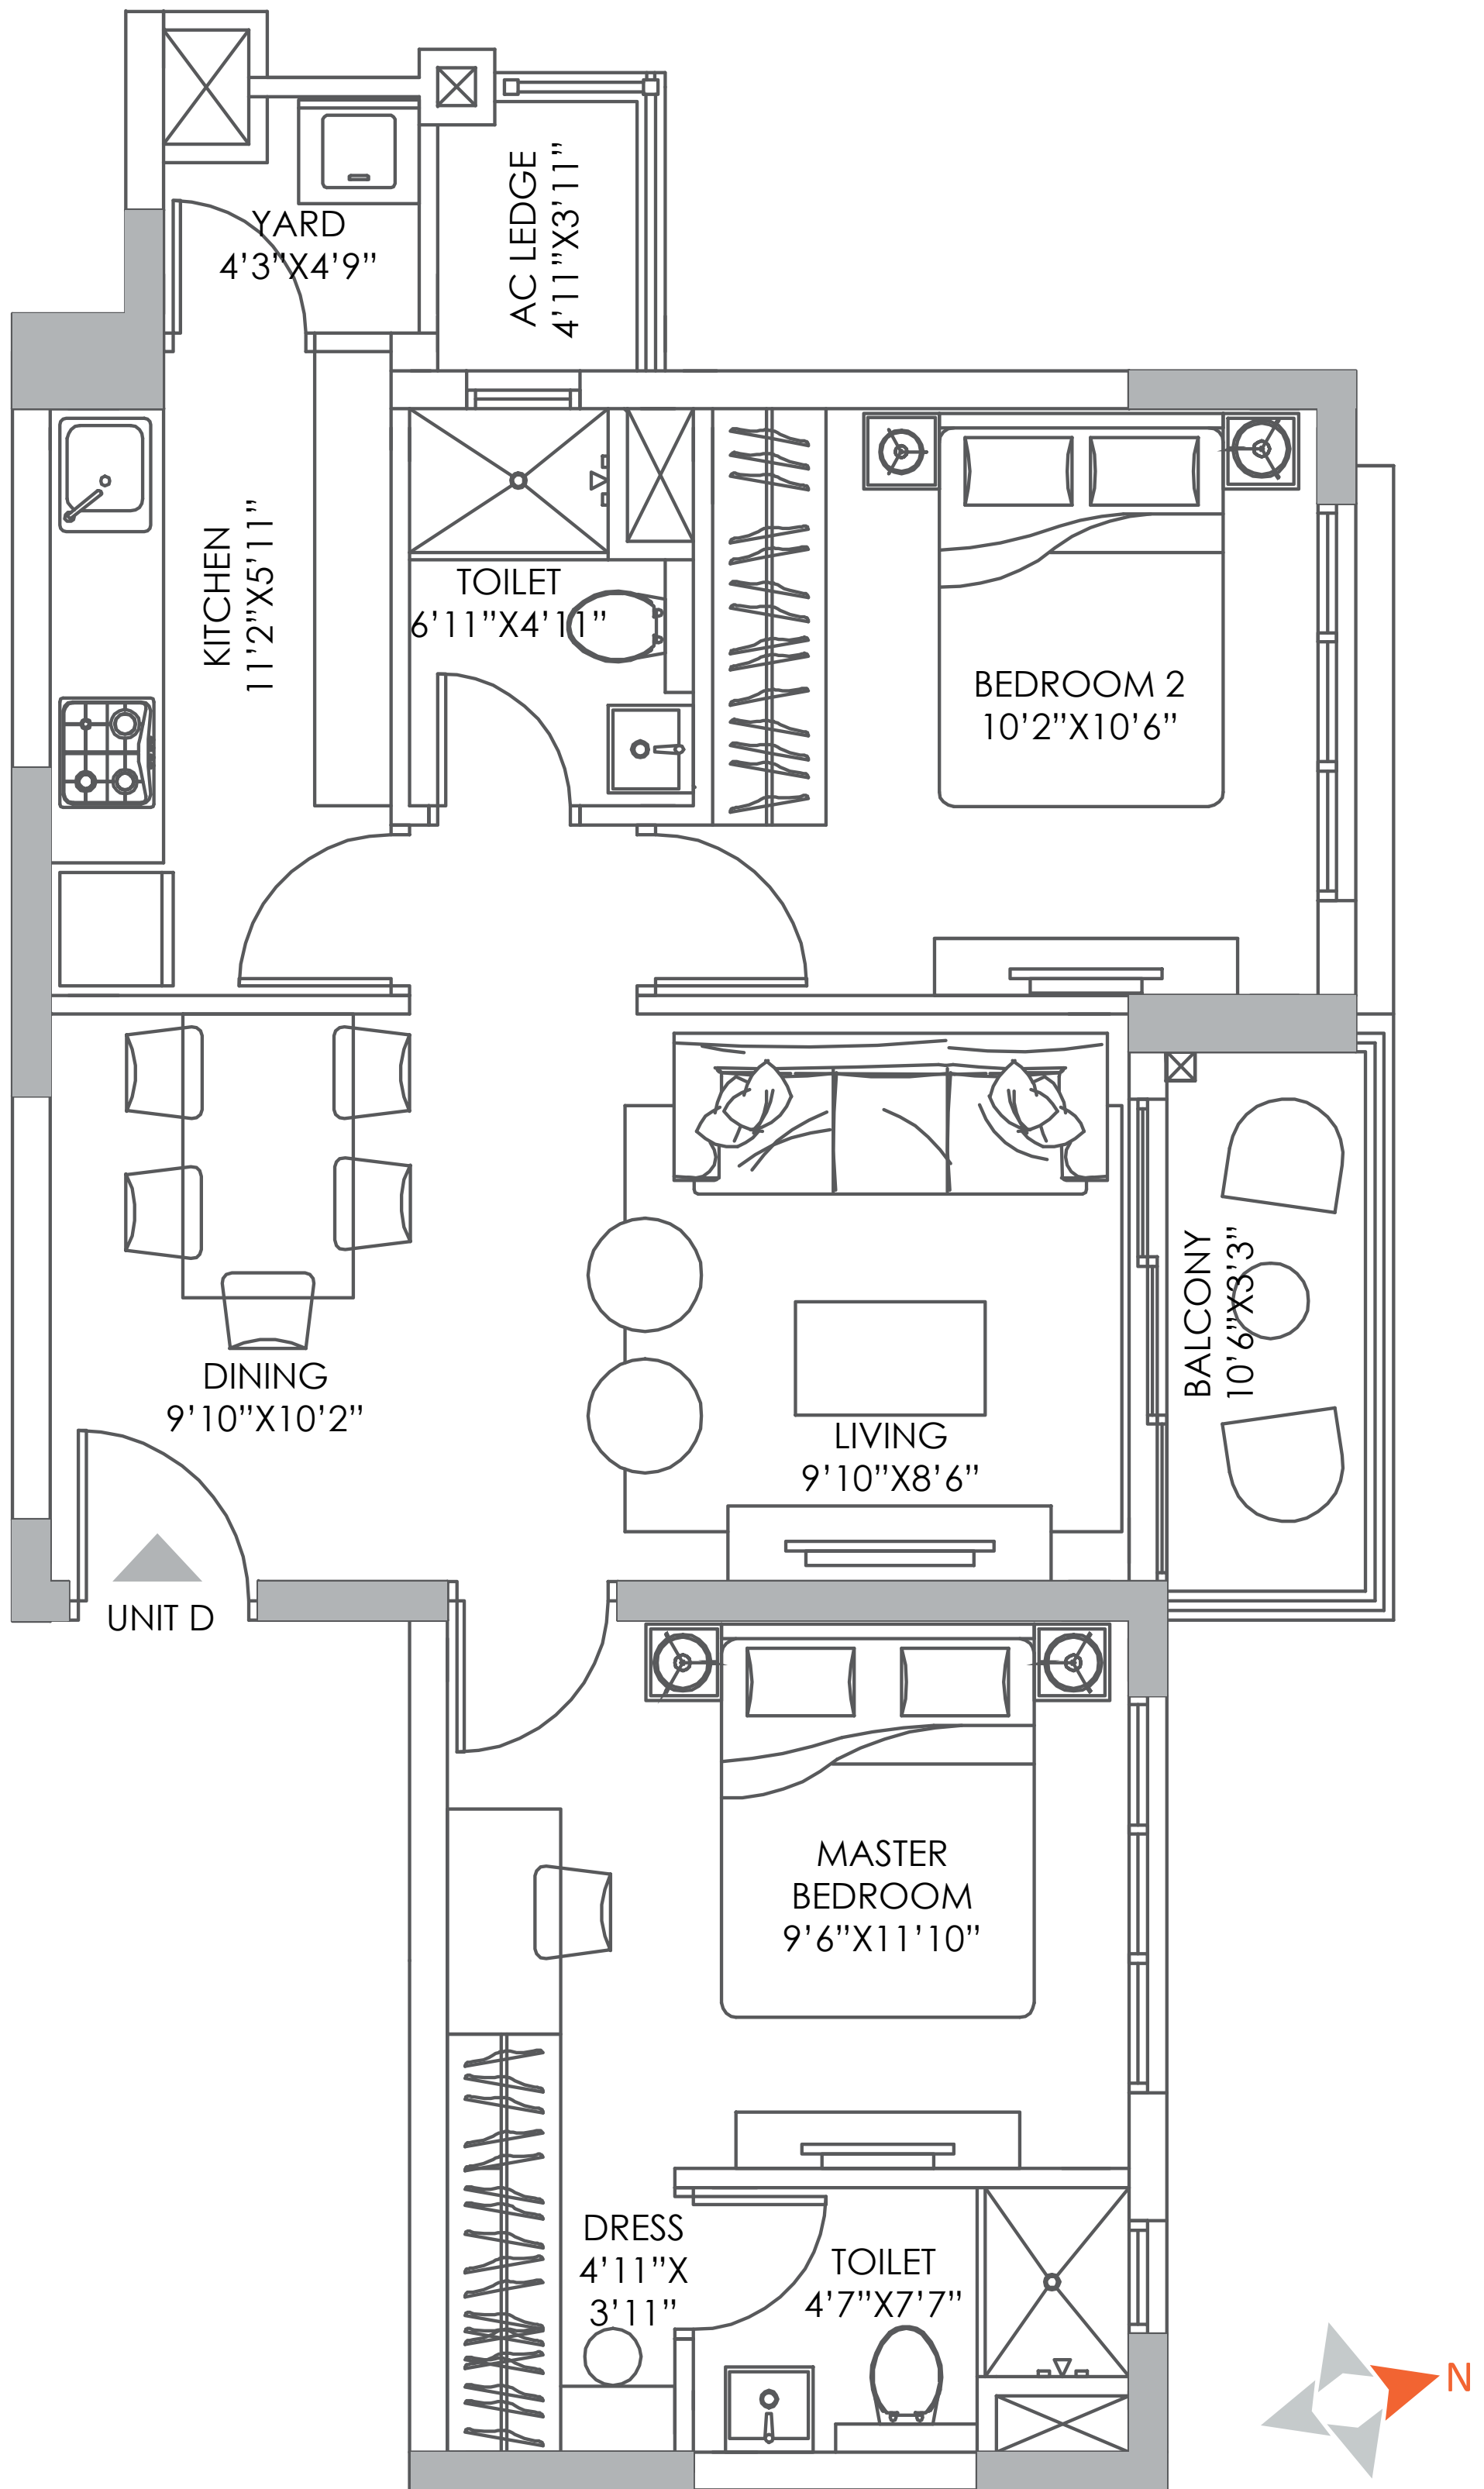 YARD
4’3”X4’9”
AC LEDGE
4’11”X3’11”
KITCHEN
11’2”X5’11”
TOILET
6’11”X4’11”
BEDROOM 2
10’2”X10’6”
DINING
9’10”X10’2”
LIVING
9’10”X8’6”
BALCONY
10’6”X3’3”
UNIT D
MASTER
BEDROOM
9’6”X11’10”
DRESS
4’11”X
3’11”
TOILET
4’7”X7’7”
N